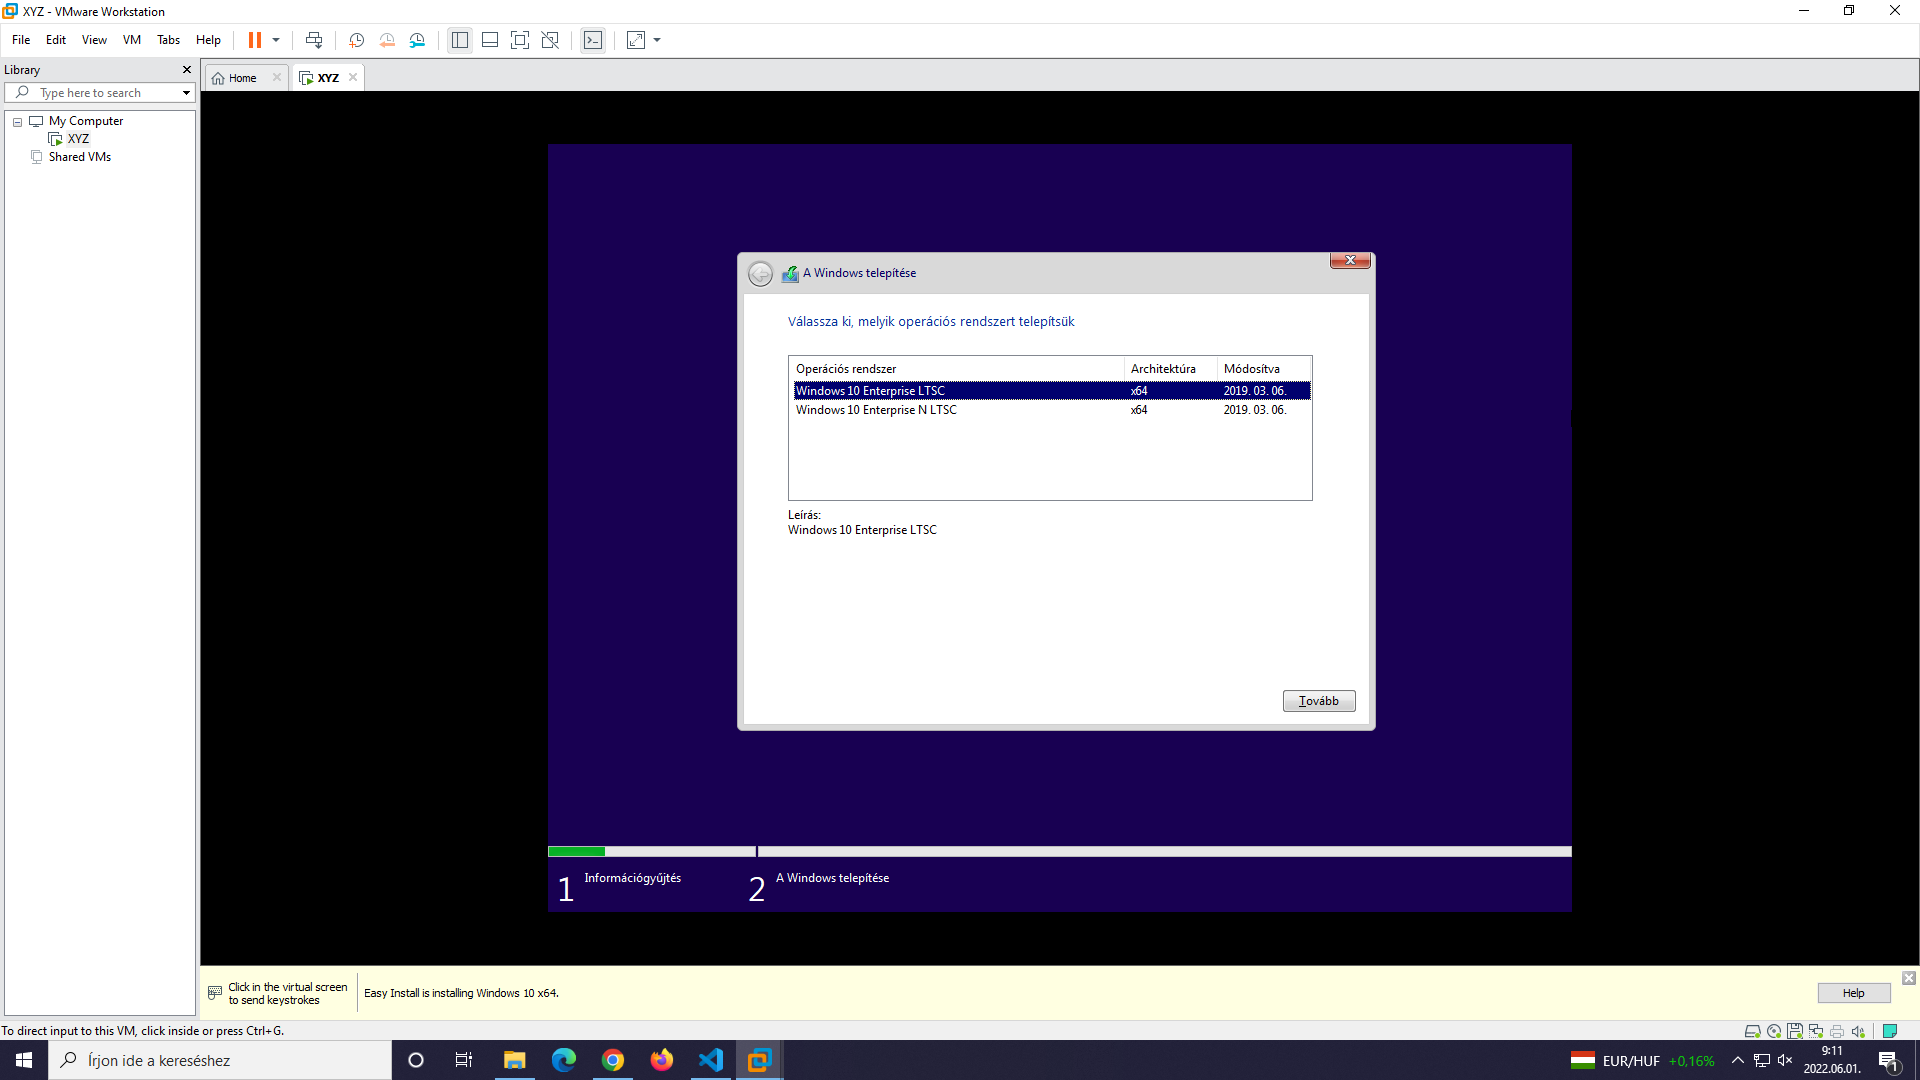 XYZ - VMware Workstation
File Edit View VM Tabs Help
Library
Type here to search
My Computer
XYZ
Shared VMs
Home
XYZ
A Windows telepítése
Válassza ki, melyik operációs rendszert telepítsük
Operációs rendszer Architektúra Módosítva
Windows 10 Enterprise LTSC x64 2019. 03. 06.
Windows 10 Enterprise N LTSC x64 2019. 03. 06.
Leírás:
Windows 10 Enterprise LTSC
Tovább
1 Információgyűjtés
2 A Windows telepítése
Click in the virtual screen
to send keystrokes
Easy Install is installing Windows 10 x64.
Help
To direct input to this VM, click inside or press Ctrl+G.
Írjon ide a kereséshez
EUR/HUF +0,16%
9:11
2022.06.01.
1